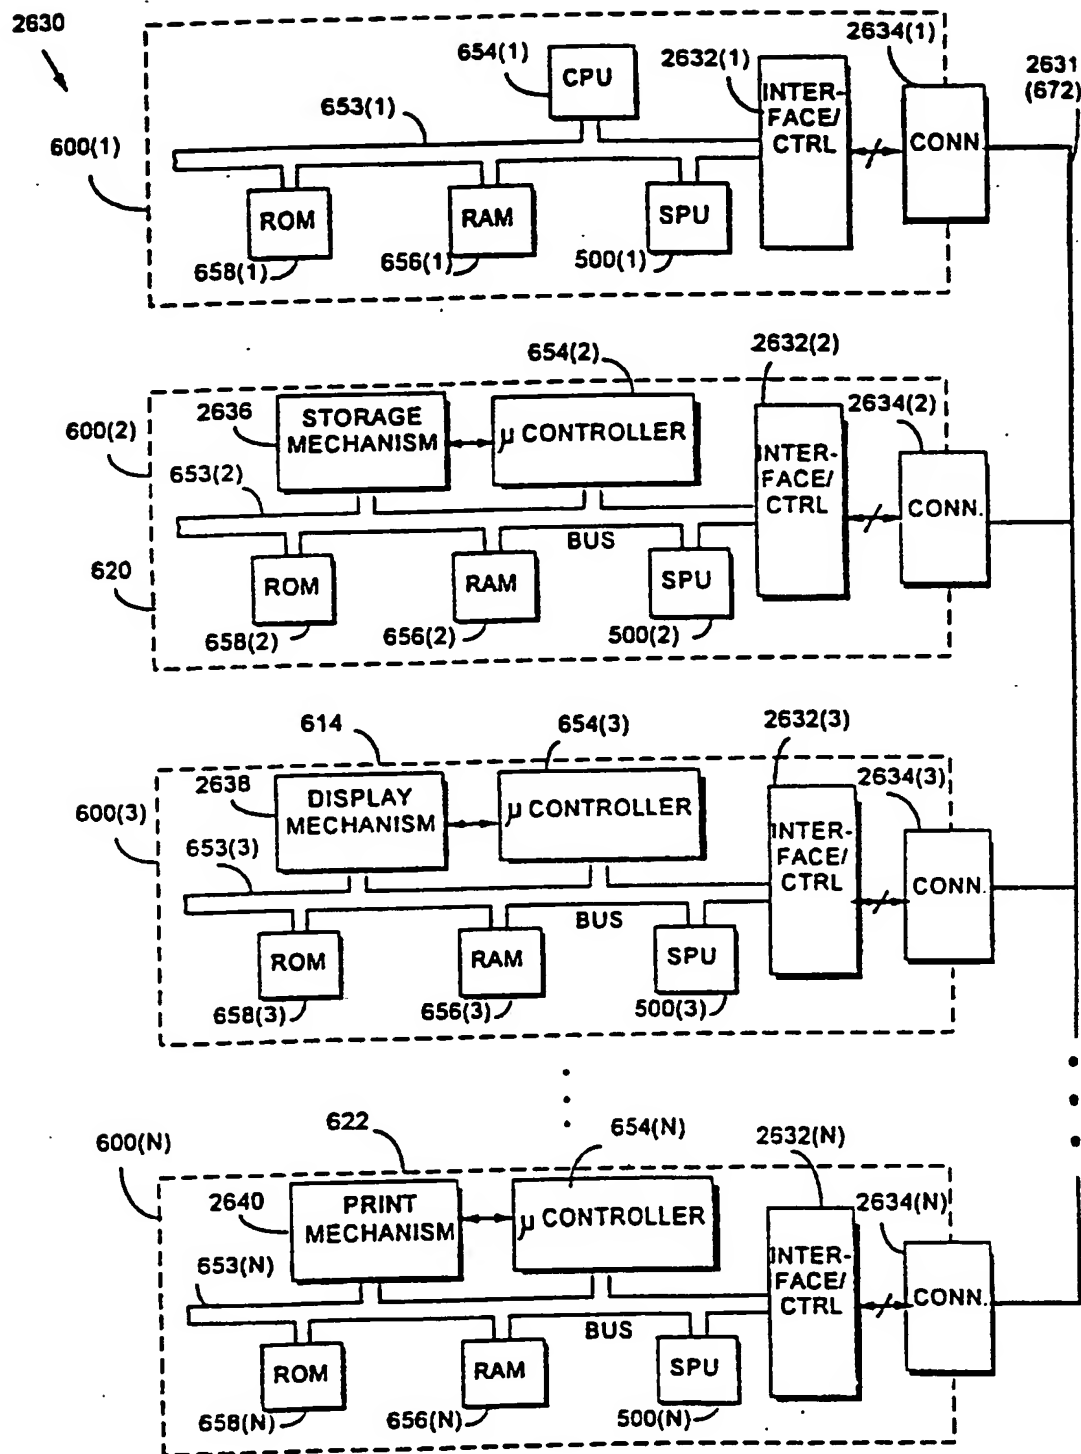 2630
654(1)
CPU
2632(1)
INTER-
FACE/
CTRL
2634(1)
CONN.
2631
(672)
653(1)
600(1)
ROM
RAM
SPU
658(1)
656(1)
500(1)
654(2)
2632(2)
2636
STORAGE
MECHANISM
μ CONTROLLER
INTER-
FACE/
CTRL
2634(2)
CONN.
600(2)
653(2)
BUS
620
ROM
RAM
SPU
658(2)
656(2)
500(2)
614
654(3)
2632(3)
2638
DISPLAY
MECHANISM
μ CONTROLLER
INTER-
FACE/
CTRL
2634(3)
CONN.
600(3)
653(3)
BUS
ROM
RAM
SPU
658(3)
656(3)
500(3)
622
654(N)
2632(N)
600(N)
2640
PRINT
MECHANISM
μ CONTROLLER
INTER-
FACE/
CTRL
2634(N)
CONN.
653(N)
BUS
ROM
RAM
SPU
658(N)
656(N)
500(N)